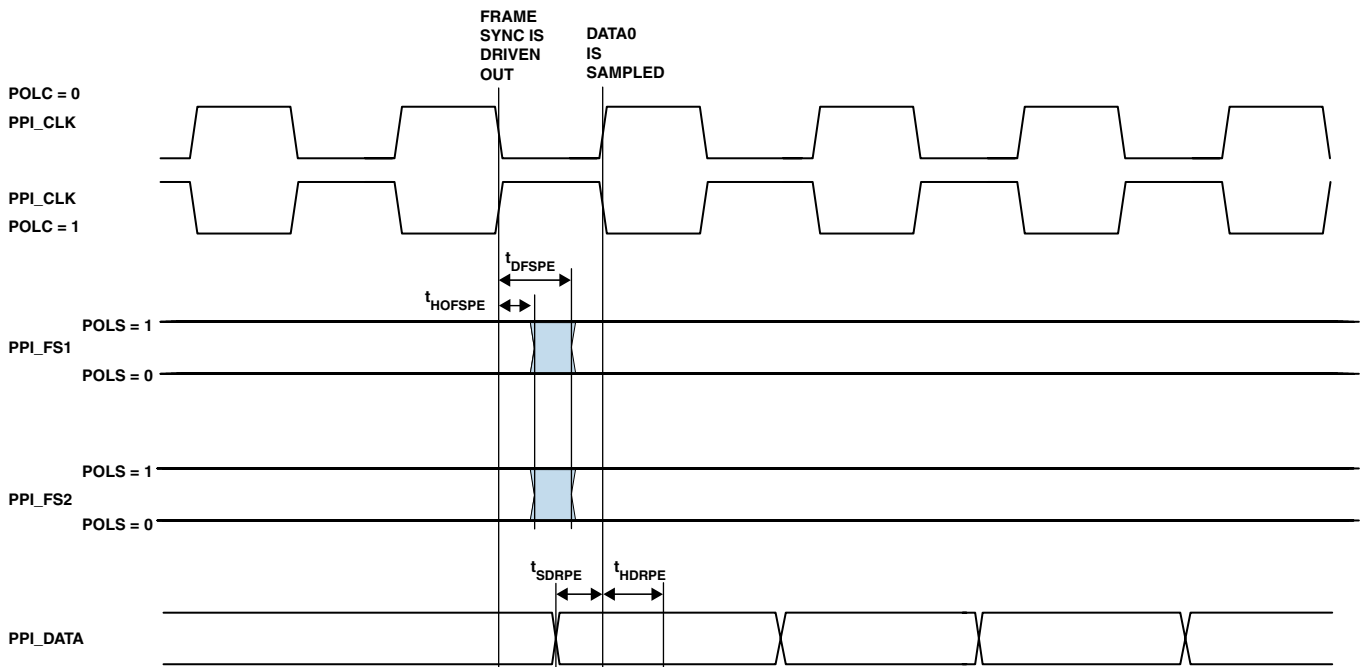 FRAME
SYNC IS
DRIVEN
OUT
DATA0
IS
SAMPLED
POLC = 0
PPI_CLK
PPI_CLK
POLC = 1
tDFSPE
tHOFSPE
POLS = 1
PPI_FS1
POLS = 0
POLS = 1
PPI_FS2
POLS = 0
tSDRPE
tHDRPE
PPI_DATA